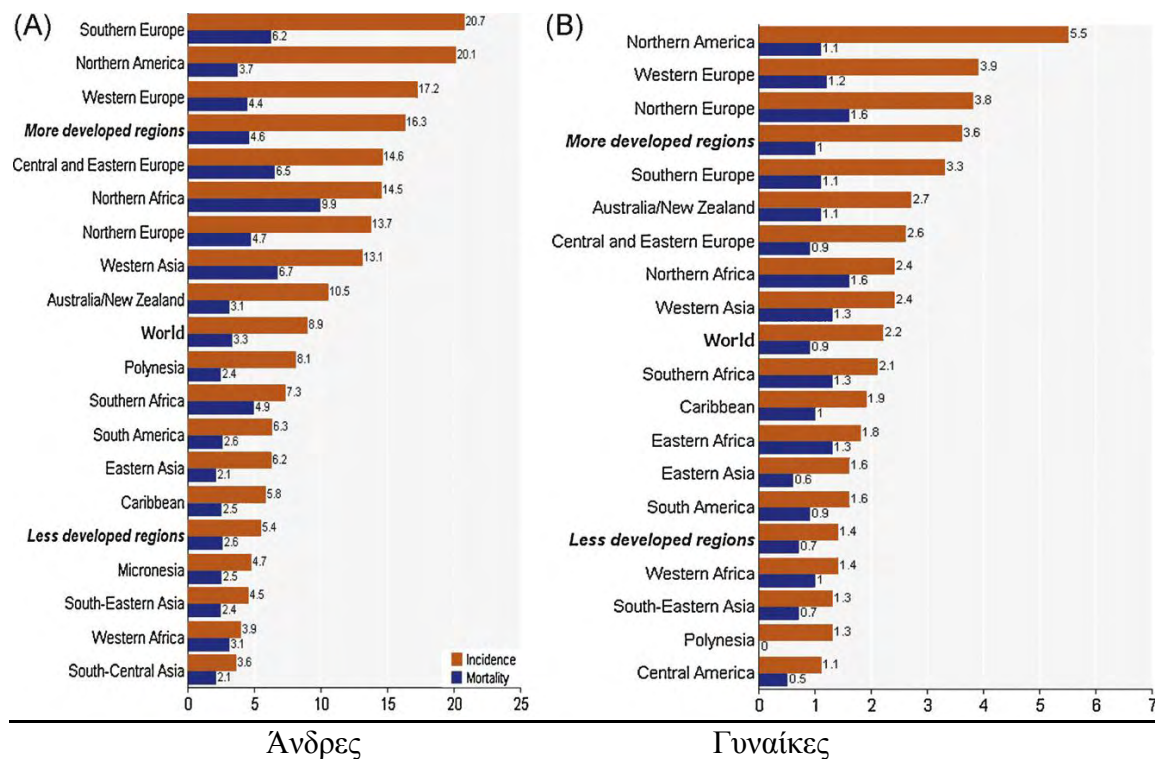 (A)
Southern Europe 20.7
6.2
Northern America 20.1
3.7
Western Europe 17.2
4.4
More developed regions 16.3
4.6
Central and Eastern Europe 14.6
6.5
Northern Africa 14.5
9.9
Northern Europe 13.7
4.7
Western Asia 13.1
6.7
Australia/New Zealand 10.5
3.1
World 8.9
3.3
Polynesia 8.1
2.4
Southern Africa 7.3
4.9
South America 6.3
2.6
Eastern Asia 6.2
2.1
Caribbean 5.8
2.5
Less developed regions 5.4
2.6
Micronesia 4.7
2.5
South-Eastern Asia 4.5
2.4
Western Africa 3.9
3.1
South-Central Asia 3.6
2.1
Incidence
Mortality
0 5 10 15 20 25
Άνδρες
(B)
Northern America 5.5
1.1
Western Europe 3.9
1.2
Northern Europe 3.8
1.6
More developed regions 3.6
1
Southern Europe 3.3
1.1
Australia/New Zealand 2.7
1.1
Central and Eastern Europe 2.6
0.9
Northern Africa 2.4
1.6
Western Asia 2.4
1.3
World 2.2
0.9
Southern Africa 2.1
1.3
Caribbean 1.9
1
Eastern Africa 1.8
1.3
Eastern Asia 1.6
0.6
South America 1.6
0.9
Less developed regions 1.4
0.7
Western Africa 1.4
1
South-Eastern Asia 1.3
0.7
Polynesia 1.3
0
Central America 1.1
0.5
0 1 2 3 4 5 6 7
Γυναίκες